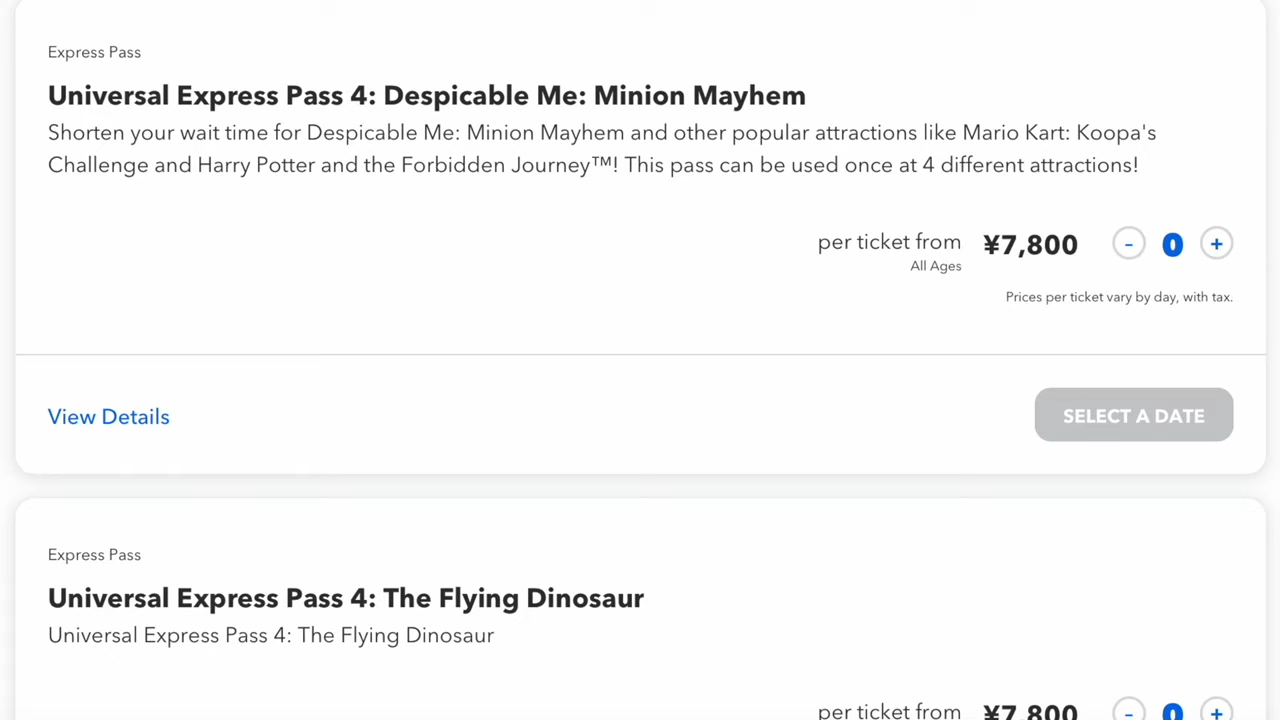 Express Pass
Universal Express Pass 4: Despicable Me: Minion Mayhem
Shorten your wait time for Despicable Me: Minion Mayhem and other popular attractions like Mario Kart: Koopa's
Challenge and Harry Potter and the Forbidden Journey™! This pass can be used once at 4 different attractions!
per ticket from ¥7,800 - 0 +
All Ages
Prices per ticket vary by day, with tax.
View Details SELECT A DATE
Express Pass
Universal Express Pass 4: The Flying Dinosaur
Universal Express Pass 4: The Flying Dinosaur
per ticket from ¥7,800 - 0 +